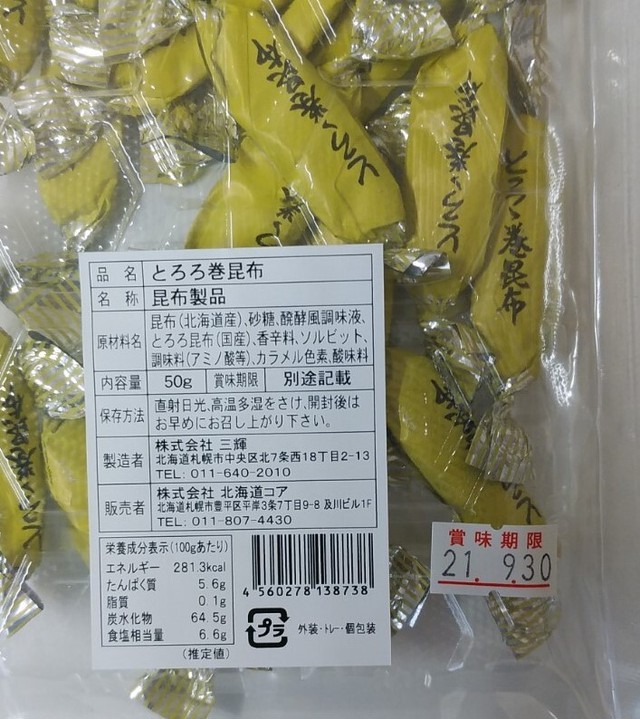 とろろ巻昆布
とろろ巻昆布
とろろ巻昆布
品名 とろろ巻昆布
名称 昆布製品
原材料名 昆布(北海道産)、砂糖、醗酵風調味液、
とろろ昆布(国産)、香辛料、ソルビット、
調味料(アミノ酸等)、カラメル色素、酸味料
内容量 50g 賞味期限 別途記載
保存方法 直射日光、高温多湿をさけ、開封後は
お早めにお召し上がり下さい。
製造者 株式会社 三輝
北海道札幌市中央区北7条西18丁目2-13
TEL: 011-640-2010
販売者 株式会社 北海道コア
北海道札幌市豊平区平岸3条7丁目9-8 及川ビル1F
TEL: 011-807-4430
栄養成分表示(100gあたり)
エネルギー 281.3kcal
たんぱく質 5.6g
脂質 0.1g
炭水化物 64.5g
食塩相当量 6.6g
(推定値)
4 560278 138738
プラ 外装・トレー・個包装
賞味期限
21. 9.30